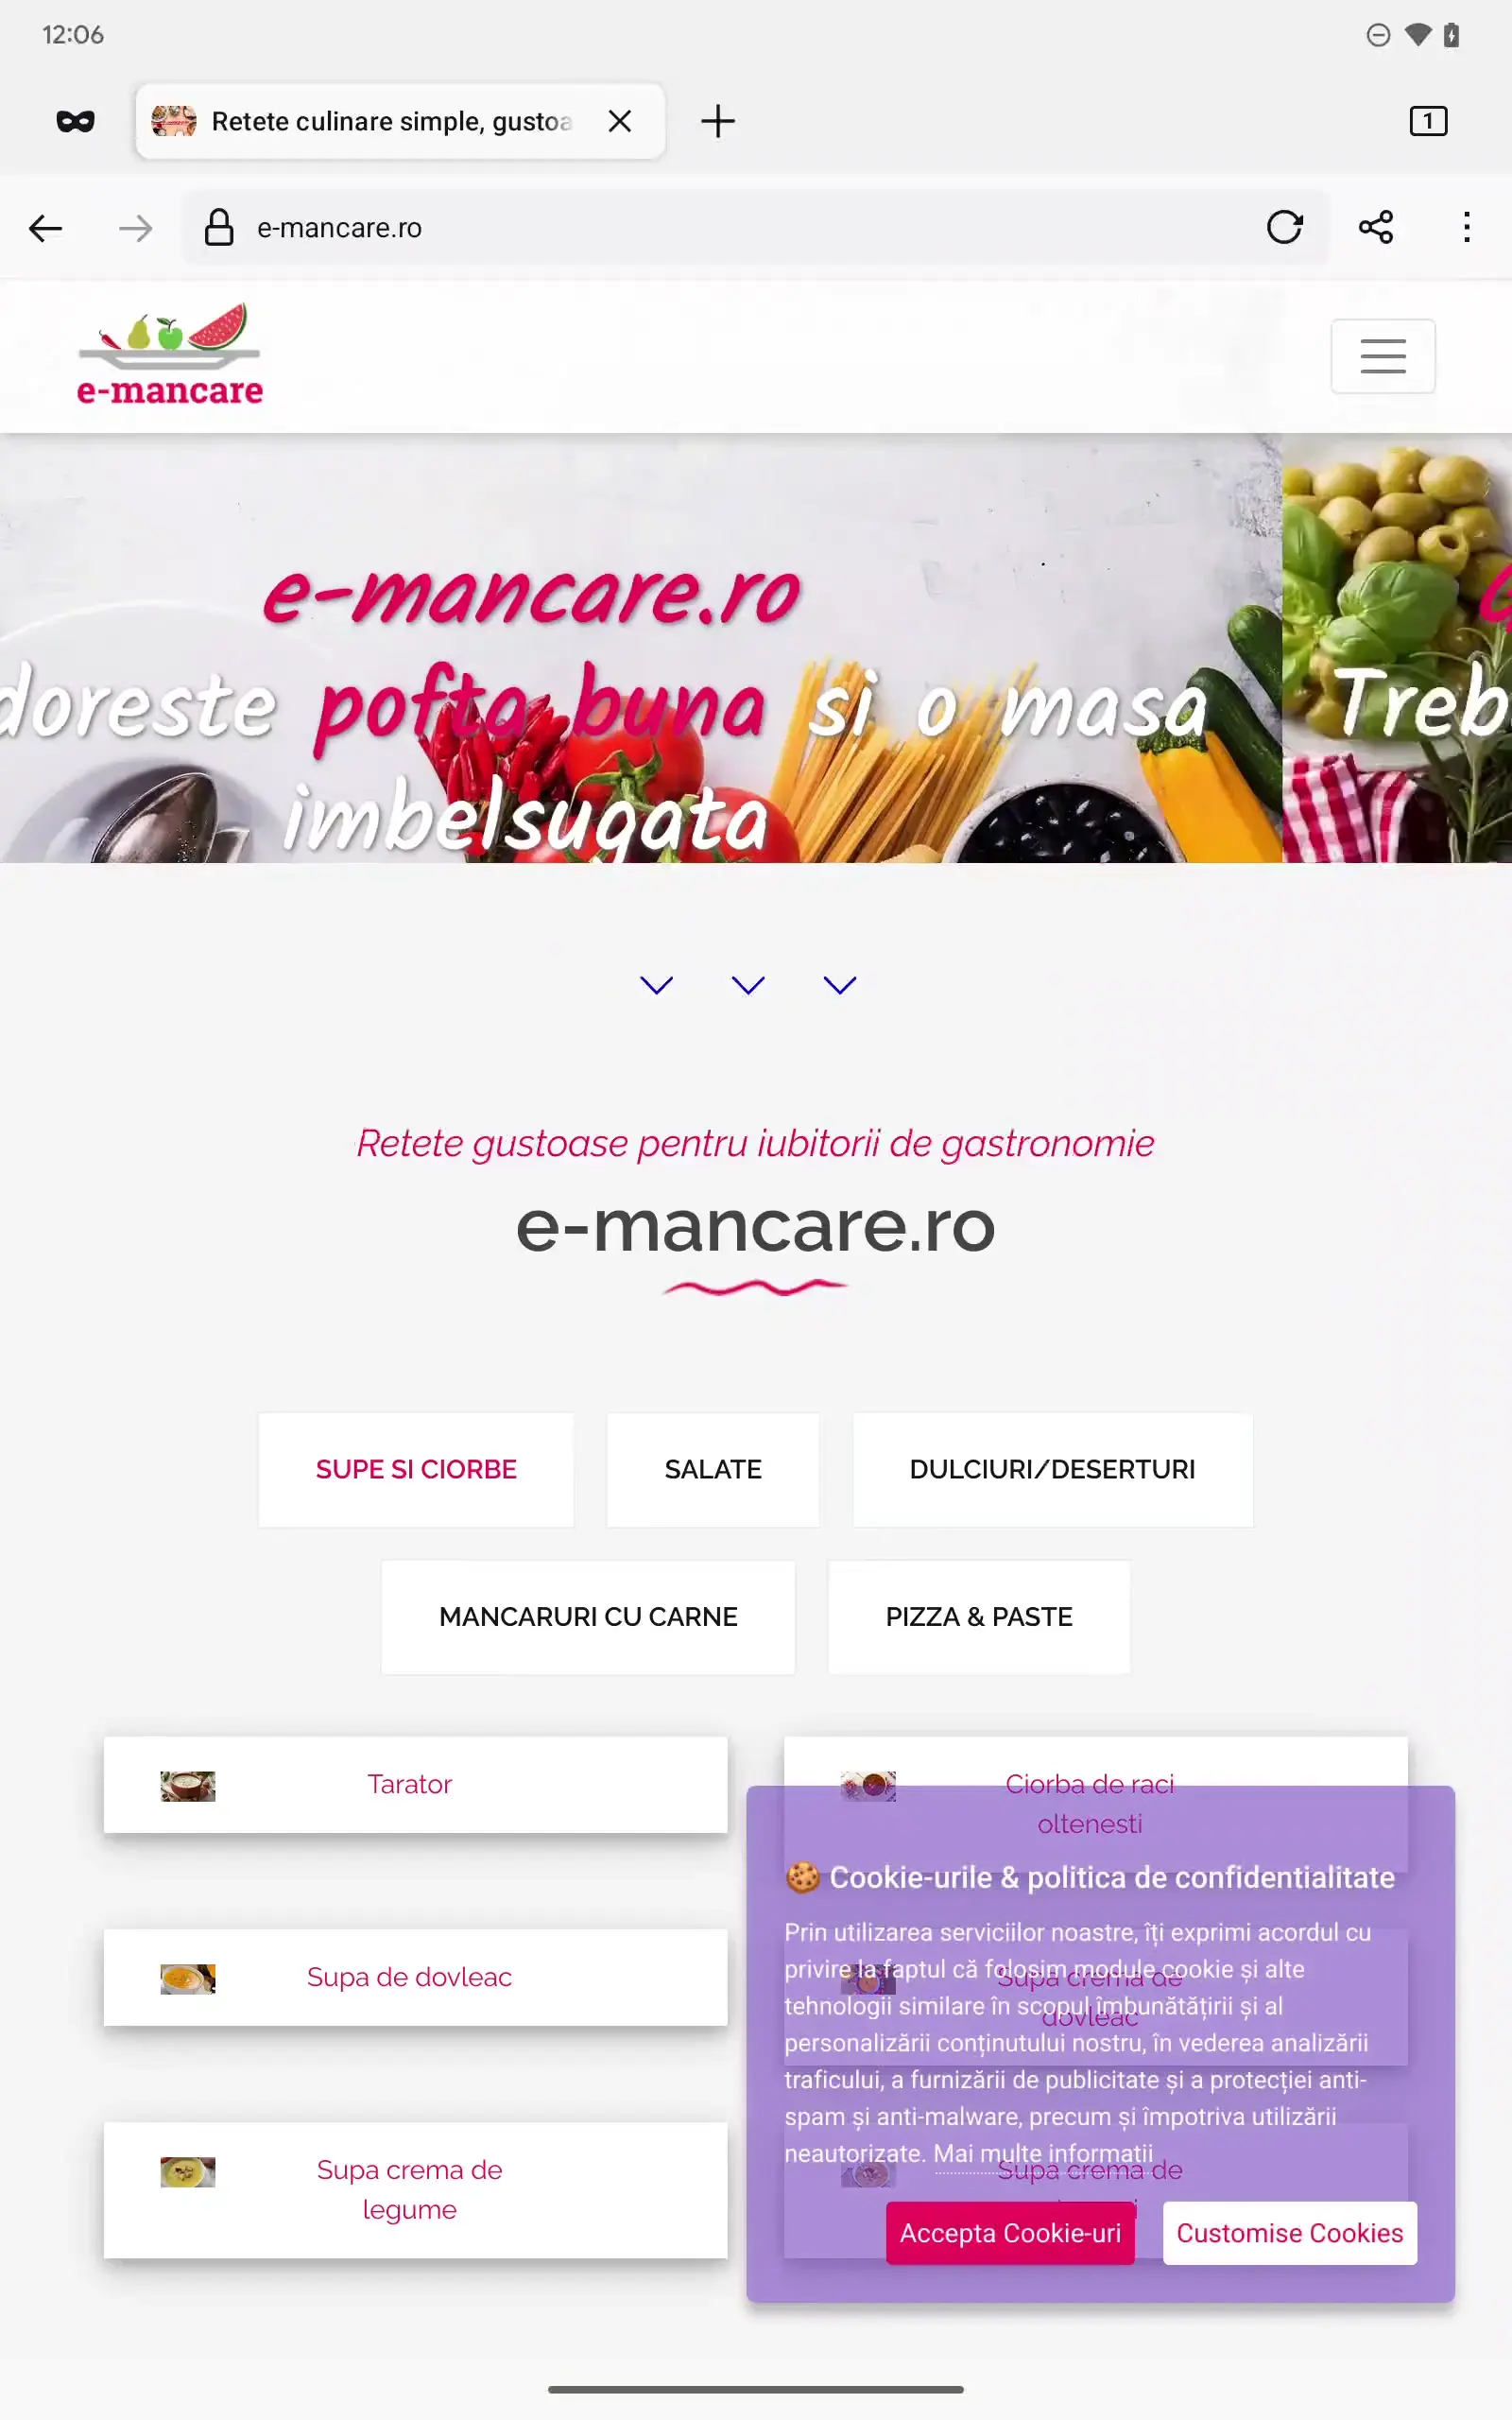 12:06
Retete culinare simple, gustoa
1
e-mancare.ro
e-mancare
e-mancare.ro
doreste pofta buna si o masa
Treb
imbelsugata
Retete gustoase pentru iubitorii de gastronomie
e-mancare.ro
SUPE SI CIORBE
SALATE
DULCIURI/DESERTURI
MANCARURI CU CARNE
PIZZA & PASTE
Tarator
Ciorba de raci
oltenesti
Supa de dovleac
Supa crema de
dovleac
Supa crema de
legume
Supa crema de
🍪 Cookie-urile & politica de confidentialitate
Prin utilizarea serviciilor noastre, îți exprimi acordul cu
privire la faptul că folosim module cookie și alte
tehnologii similare în scopul îmbunătățirii și al
personalizării conținutului nostru, în vederea analizării
traficului, a furnizării de publicitate și a protecției anti-
spam și anti-malware, precum și împotriva utilizării
neautorizate. Mai multe informatii
Accepta Cookie-uri
Customise Cookies